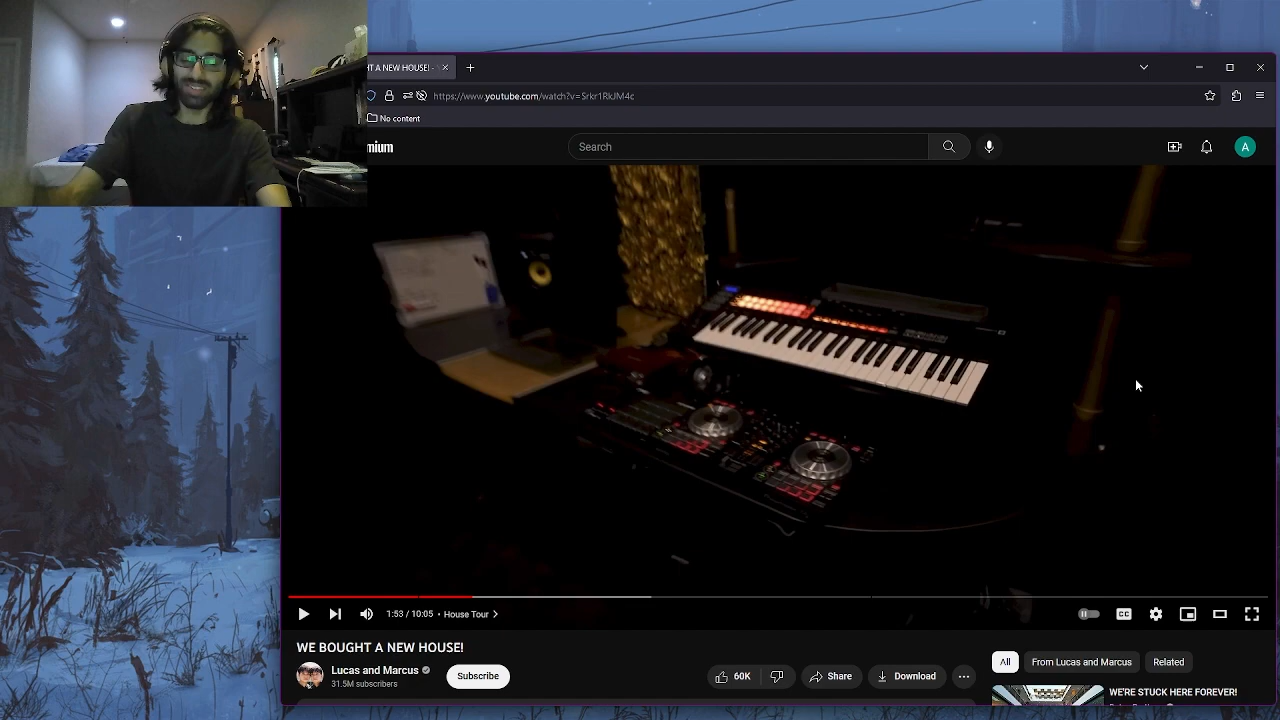 HT A NEW HOUSE! -
https://www.youtube.com/watch?v=Srkr1RkJM4c
No content
mium
Search
A
1:53 / 10:05 • House Tour
CC
WE BOUGHT A NEW HOUSE!
Lucas and Marcus
31.5M subscribers
Subscribe
60K
Share
Download
All
From Lucas and Marcus
Related
WE'RE STUCK HERE FOREVER!